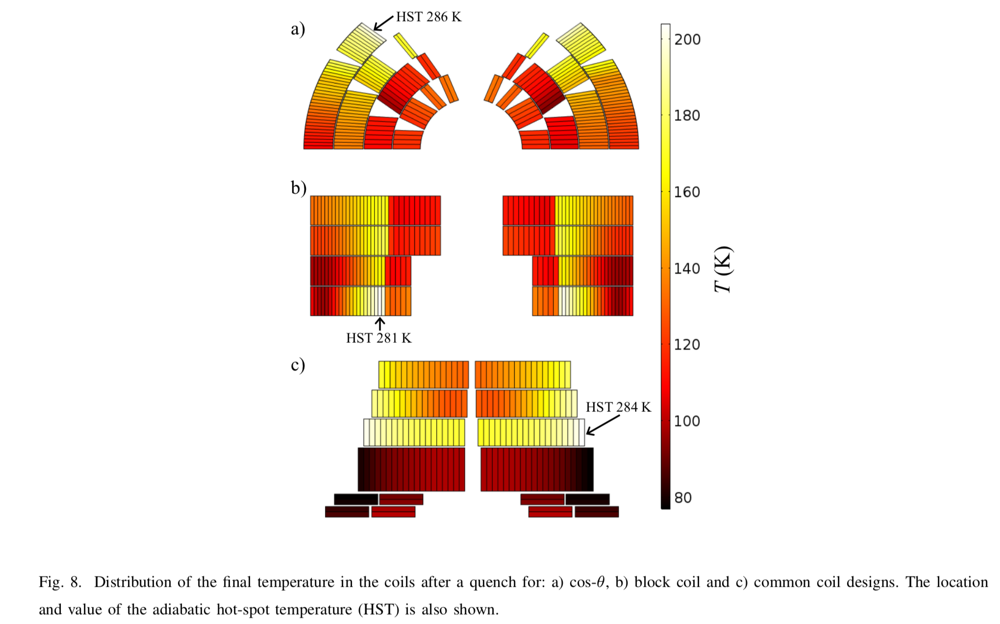 a)
HST 286 K
b)
HST 281 K
c)
HST 284 K
200
180
160
140
120
100
80
T (K)
Fig. 8. Distribution of the final temperature in the coils after a quench for: a) cos-θ, b) block coil and c) common coil designs. The location
and value of the adiabatic hot-spot temperature (HST) is also shown.